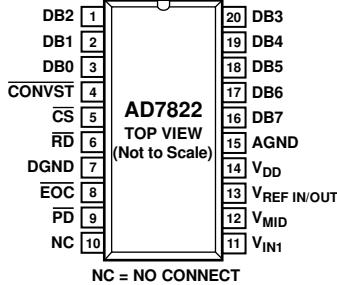 DB2 1 20 DB3
DB1 2 19 DB4
DB0 3 18 DB5
CONVST 4 17 DB6
CS 5 AD7822 16 DB7
RD 6 TOP VIEW 15 AGND
DGND 7 (Not to Scale) 14 VDD
EOC 8 13 VREF IN/OUT
PD 9 12 VMID
NC 10 11 VIN1
NC = NO CONNECT